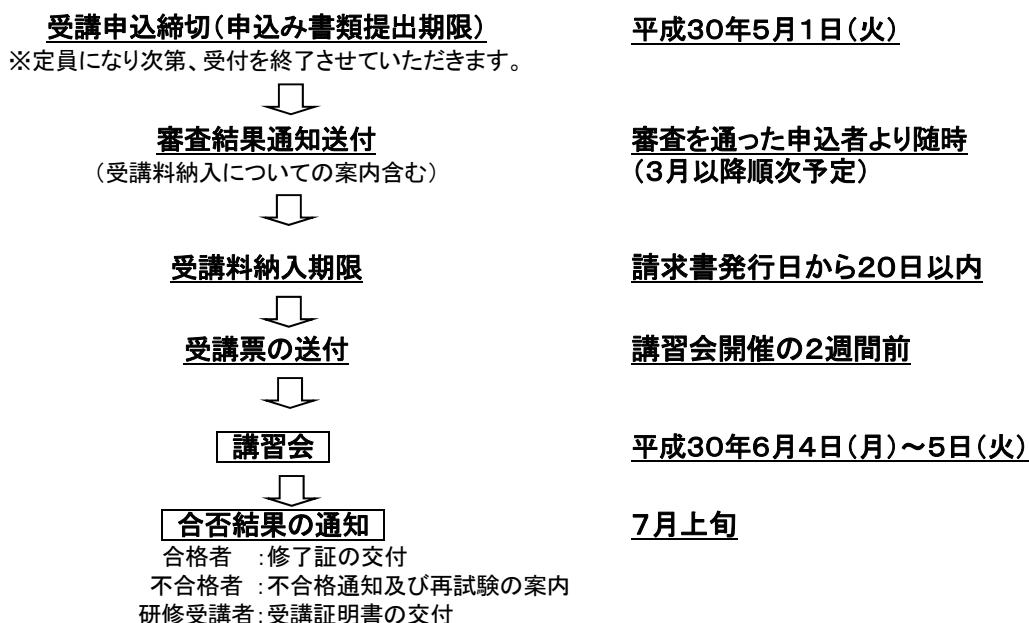 受講申込締切(申込み書類提出期限) 平成30年5月1日(火)
※定員になり次第、受付を終了させていただきます。
審査結果通知送付 審査を通った申込者より随時
(受講料納入についての案内含む) (3月以降順次予定)
受講料納入期限 請求書発行日から20日以内
受講票の送付 講習会開催の2週間前
講習会 平成30年6月4日(月)~5日(火)
合否結果の通知 7月上旬
合格者 :修了証の交付
不合格者 :不合格通知及び再試験の案内
研修受講者:受講証明書の交付